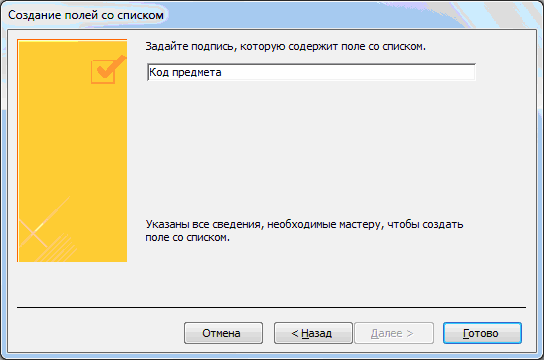 Создание полей со списком
Задайте подпись, которую содержит поле со списком.
Код предмета
Указаны все сведения, необходимые мастеру, чтобы создать
поле со списком.
Отмена
< Назад
Далее >
Готово